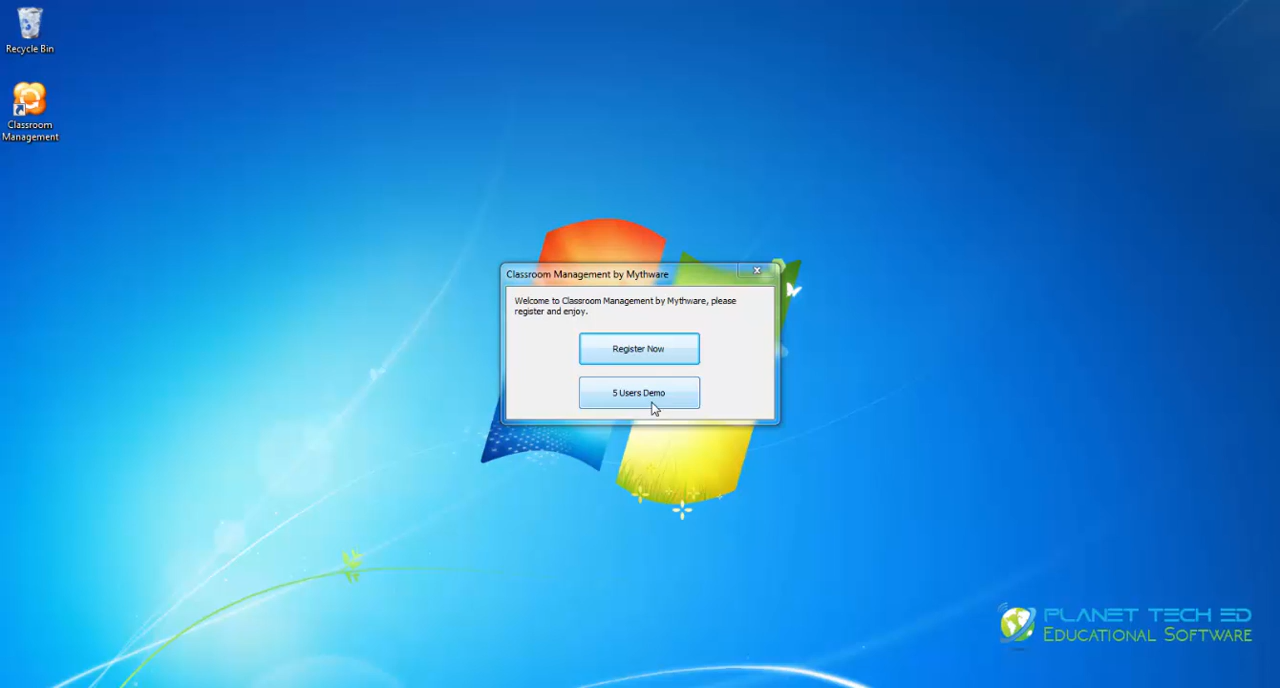 Recycle Bin
Classroom
Management
Classroom Management by Mythware
Welcome to Classroom Management by Mythware, please
register and enjoy.
Register Now
5 Users Demo
PLANET TECH ED
EDUCATIONAL SOFTWARE